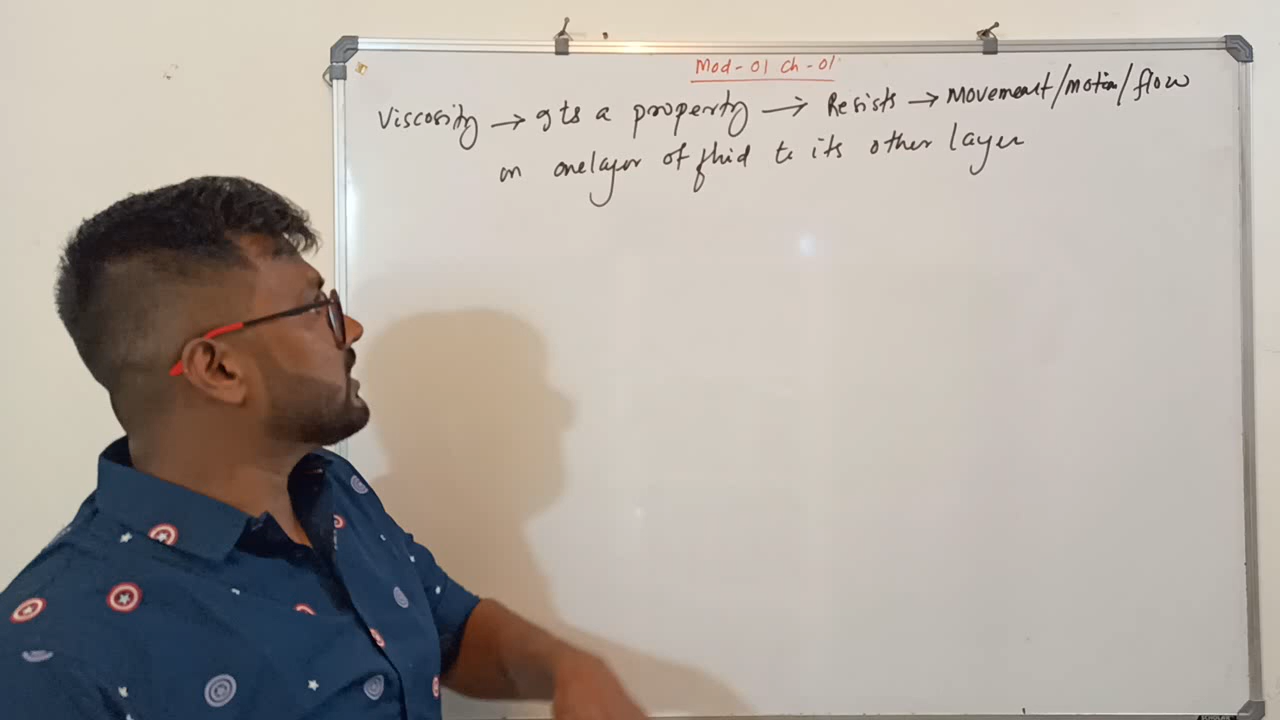 Mod-01 Ch-01
Viscosity → Its a property → Resists → Movement/motion/flow
on one layer of fluid to its other layer